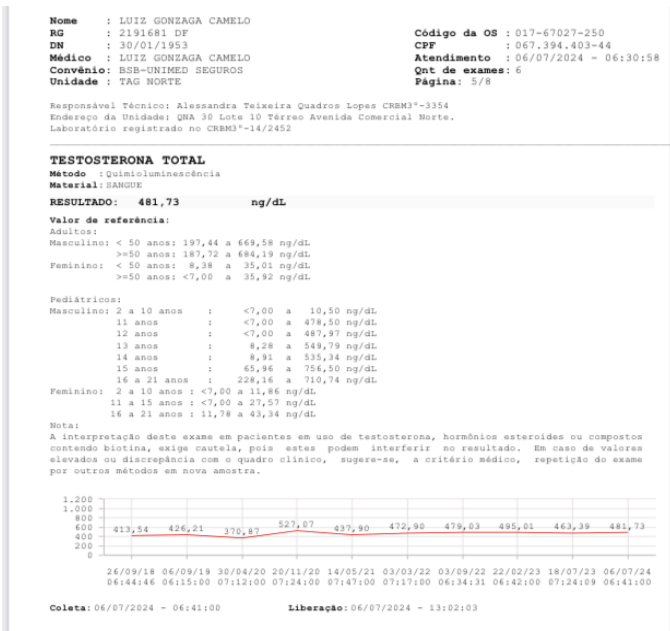 Nome : LUIZ GONZAGA CAMELO
RG : 2191681 DF Código da OS : 017-67027-250
DN : 30/01/1953 CPF : 067.394.403-44
Médico : LUIZ GONZAGA CAMELO Atendimento : 06/07/2024 - 06:30:58
Convênio: BSB-UNIMED SEGUROS Qnt de exames: 6
Unidade : TAG NORTE Página: 5/8
Responsável Técnico: Alessandra Teixeira Quadros Lopes CRBM3ª-3354
Endereço da Unidade: QNA 30 Lote 10 Térreo Avenida Comercial Norte.
Laboratório registrado no CRBM3ª-14/2452
TESTOSTERONA TOTAL
Método :Quimioluminescência
Material:SANGUE
RESULTADO: 481,73 ng/dL
Valor de referência:
Adultos:
Masculino: < 50 anos: 197,44 a 669,58 ng/dL
>=50 anos: 187,72 a 684,19 ng/dL
Feminino: < 50 anos: 8,38 a 35,01 ng/dL
>=50 anos: <7,00 a 35,92 ng/dL
Pediátricos:
Masculino: 2 a 10 anos : <7,00 a 10,50 ng/dL
11 anos : <7,00 a 478,50 ng/dL
12 anos : <7,00 a 487,97 ng/dL
13 anos : 8,28 a 549,79 ng/dL
14 anos : 8,91 a 535,34 ng/dL
15 anos : 65,96 a 756,50 ng/dL
16 a 21 anos : 228,16 a 710,74 ng/dL
Feminino: 2 a 10 anos : <7,00 a 11,86 ng/dL
11 a 15 anos : <7,00 a 27,57 ng/dL
16 a 21 anos : 11,78 a 43,34 ng/dL
Nota:
A interpretação deste exame em pacientes em uso de testosterona, hormônios esteroides ou compostos
contendo biotina, exige cautela, pois estes podem interferir no resultado. Em caso de valores
elevados ou discrepância com o quadro clínico, sugere-se, a critério médico, repetição do exame
por outros métodos em nova amostra.
1.200
1.000
800
600
400
200
0
413,54 426,21 370,87 527,07 437,90 472,90 479,03 495,01 463,39 481,73
26/09/18 06/09/19 30/04/20 20/11/20 14/05/21 03/03/22 03/09/22 22/02/23 18/07/23 06/07/24
06:44:46 06:15:00 07:12:00 07:24:00 07:47:00 07:17:00 06:34:31 06:42:00 07:24:09 06:41:00
Coleta: 06/07/2024 - 06:41:00 Liberação: 06/07/2024 - 13:02:03